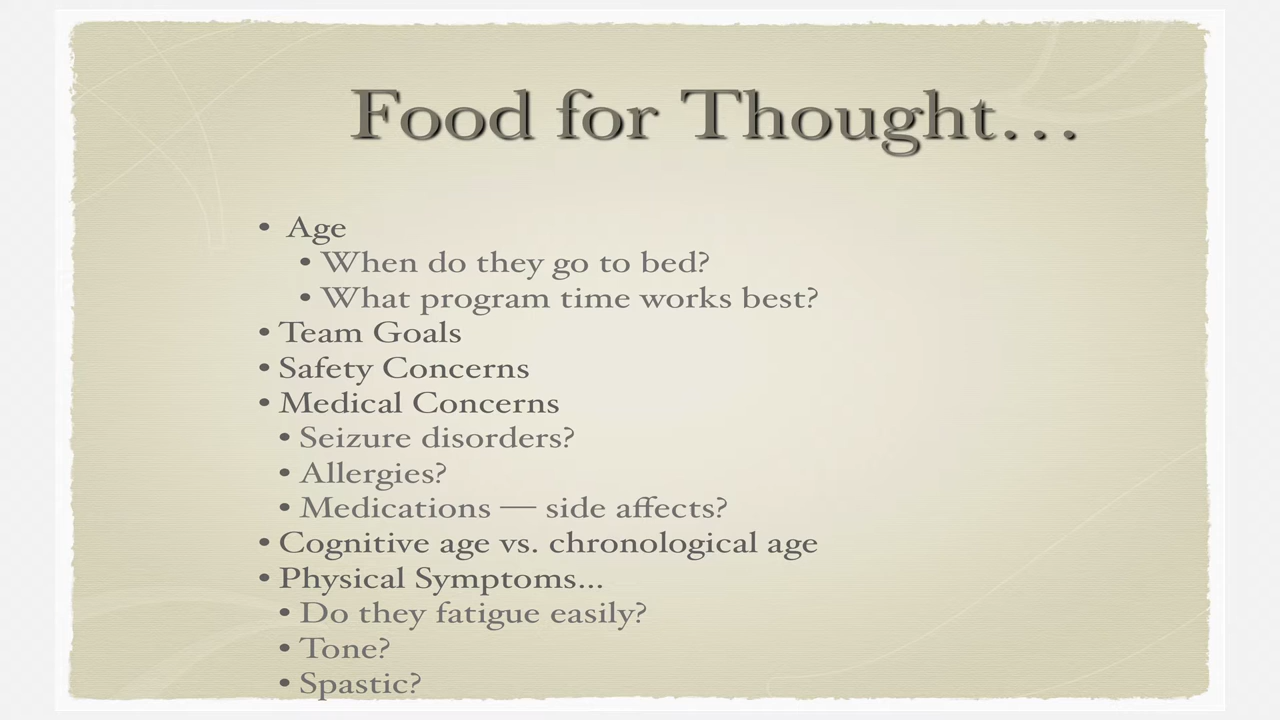 Food for Thought…
• Age
• When do they go to bed?
• What program time works best?
• Team Goals
• Safety Concerns
• Medical Concerns
• Seizure disorders?
• Allergies?
• Medications — side affects?
• Cognitive age vs. chronological age
• Physical Symptoms...
• Do they fatigue easily?
• Tone?
• Spastic?